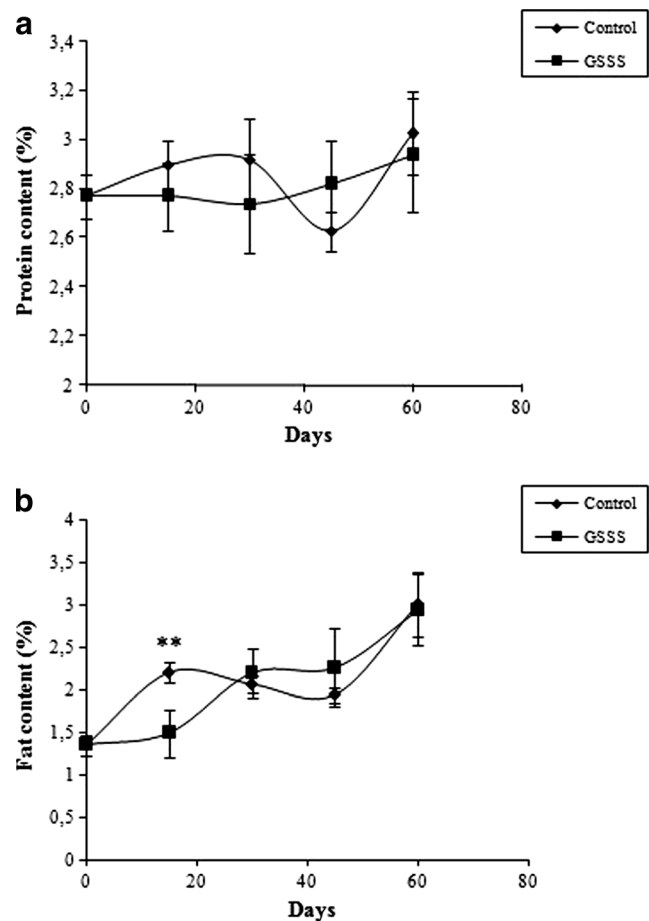 a
Control
GSSS
3,4
3,2
3
2,8
2,6
2,4
2,2
2
Protein content (%)
0 20 40 60 80
Days
b
Control
GSSS
4
3,5
3
2,5
2
1,5
1
0,5
0
Fat content (%)
**
0 20 40 60 80
Days